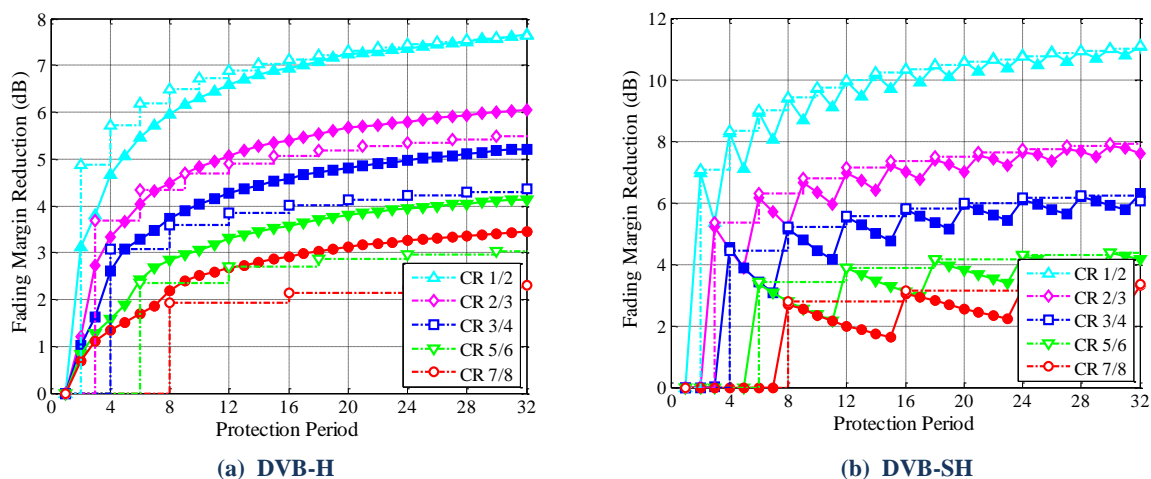 8
7
6
5
4
3
2
1
0
Fading Margin Reduction (dB)
0 4 8 12 16 20 24 28 32
Protection Period
CR 1/2
CR 2/3
CR 3/4
CR 5/6
CR 7/8
(a) DVB-H
12
10
8
6
4
2
0
Fading Margin Reduction (dB)
0 4 8 12 16 20 24 28 32
Protection Period
CR 1/2
CR 2/3
CR 3/4
CR 5/6
CR 7/8
(b) DVB-SH